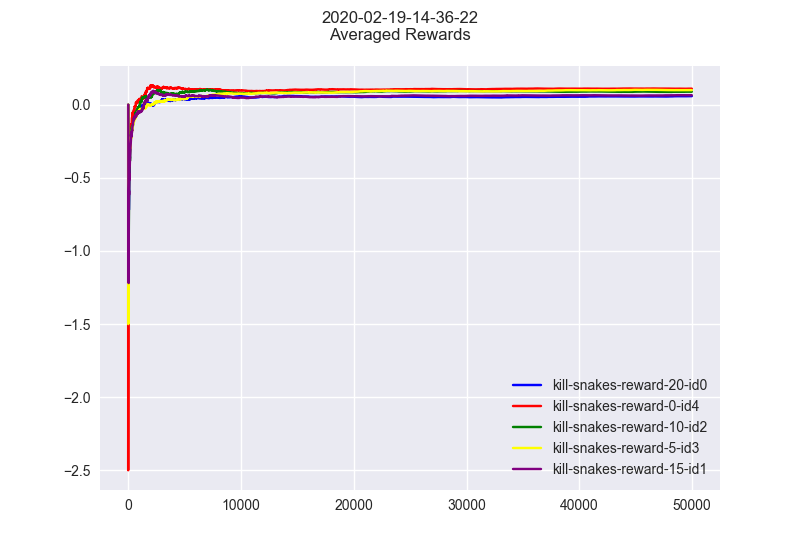 2020-02-19-14-36-22
Averaged Rewards
0.0
−0.5
−1.0
−1.5
−2.0
−2.5
0
10000
20000
30000
40000
50000
kill-snakes-reward-20-id0
kill-snakes-reward-0-id4
kill-snakes-reward-10-id2
kill-snakes-reward-5-id3
kill-snakes-reward-15-id1